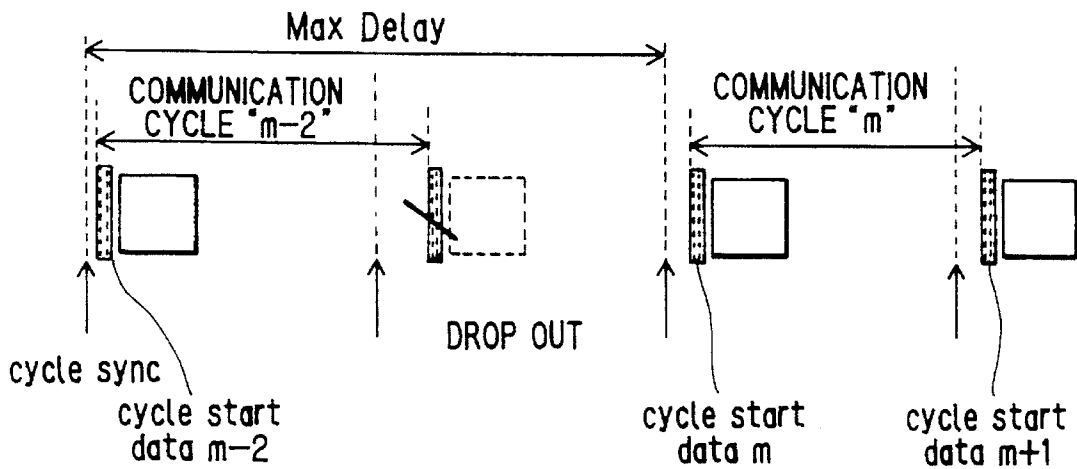 Max Delay
COMMUNICATION
CYCLE "m-2"
COMMUNICATION
CYCLE "m"
DROP OUT
cycle sync
cycle start
data m-2
cycle start
data m
cycle start
data m+1